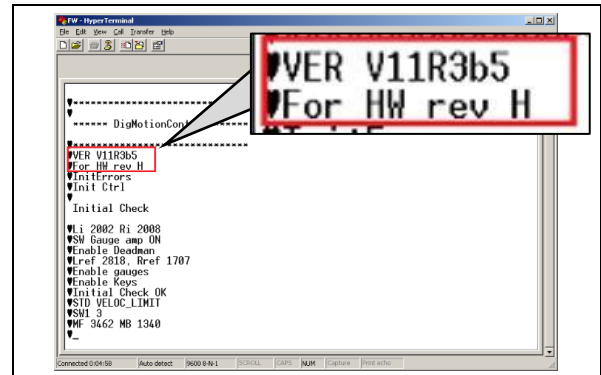 FW - HyperTerminal
File Edit View Call Transfer Help
♥------------------------------
♥
------ DigMotionCont ------
♥------------------------------
♥VER V11R3b5
♥For HW rev H
♥InitErrors
♥Init Ctrl
♥
Initial Check
♥Li 2002 Ri 2008
♥SW Gauge amp ON
♥Enable Deadman
♥Lref 2818, Rref 1707
♥Enable gauges
♥Enable Keys
♥Initial Check OK
♥STD VELOC_LIMIT
♥SW1 3
♥MF 3462 MB 1340
♥_
Connected 0:04:58 Auto detect 9600 8-N-1 SCROLL CAPS NUM Capture Print echo
♥VER V11R3b5
♥For HW rev H